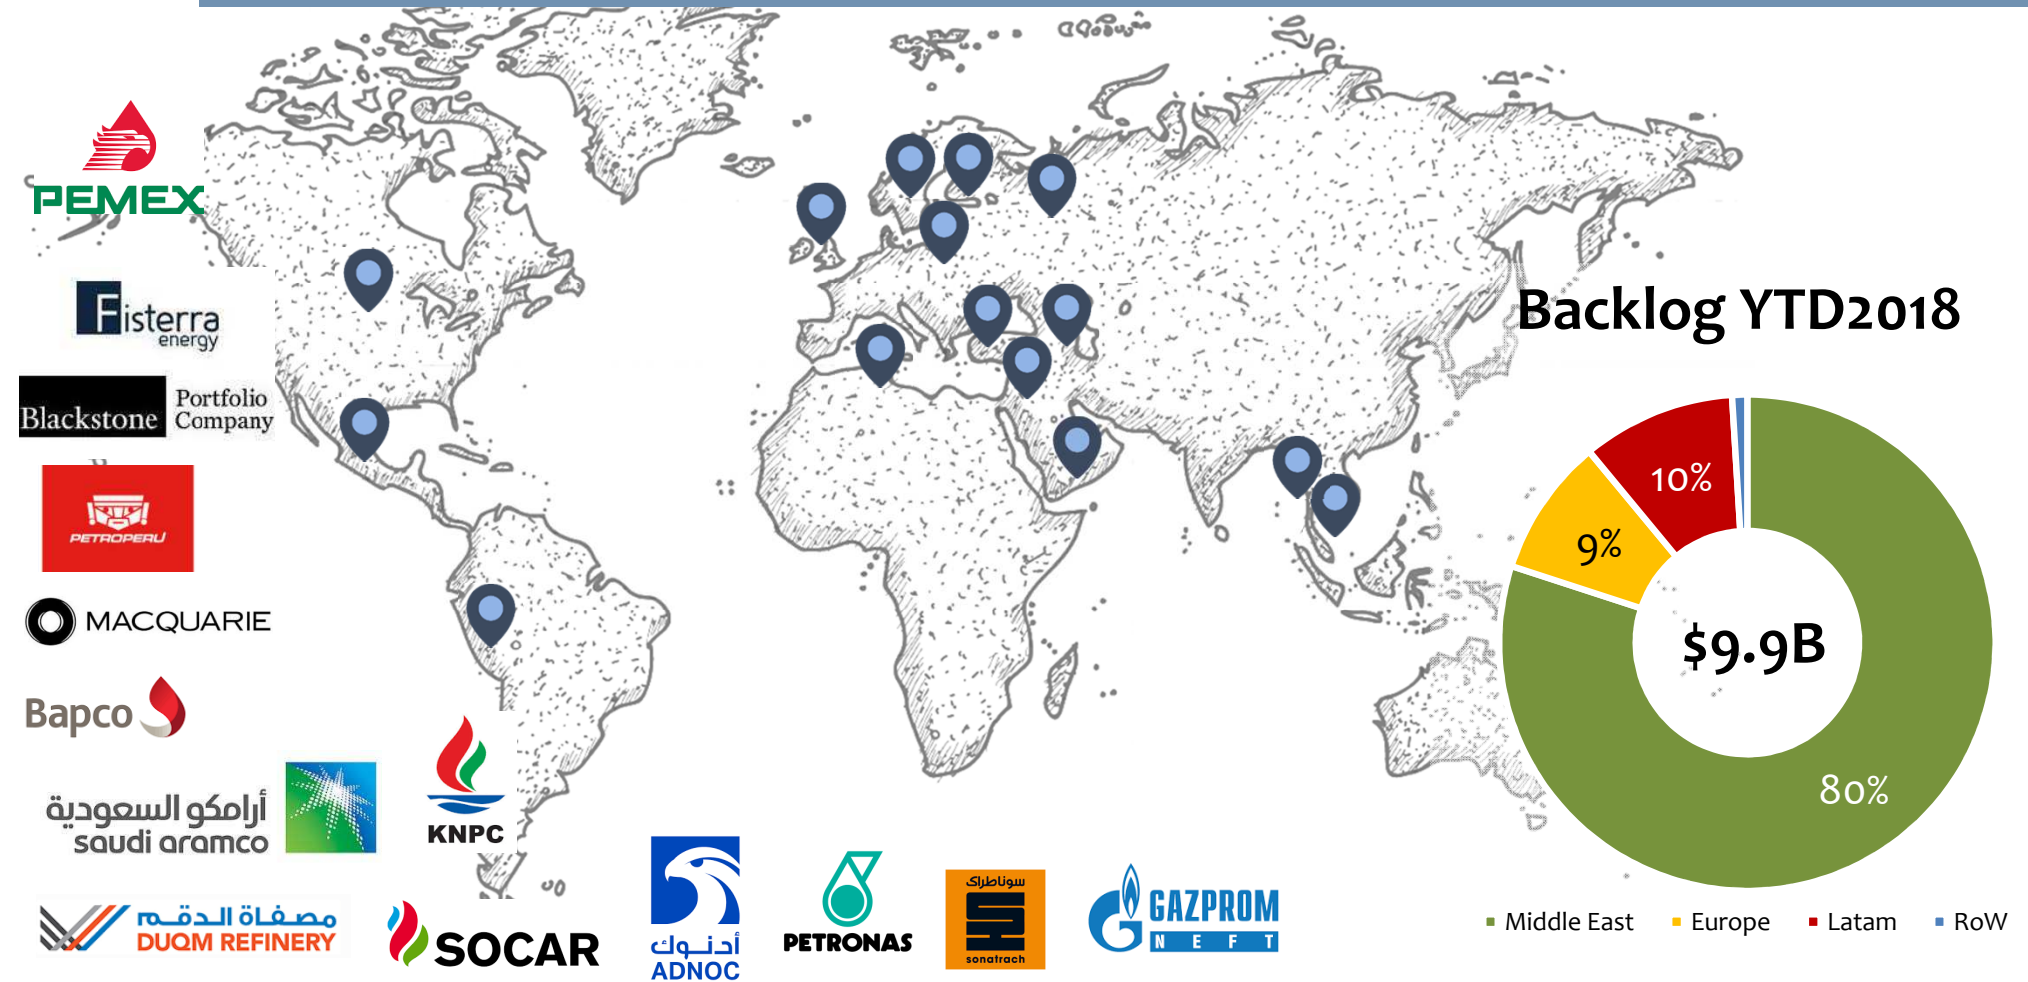 PEMEX
Fisterra
energy
Blackstone
Portfolio
Company
PETROPERU
MACQUARIE
Bapco
أرامكو السعودية
saudi aramco
KNPC
مصفاة الدقم
DUQM REFINERY
SOCAR
أدنوك
ADNOC
PETRONAS
سوناطراك
sonatrach
GAZPROM
NEFT
Backlog YTD2018
10%
9%
$9.9B
80%
Middle East
Europe
Latam
RoW